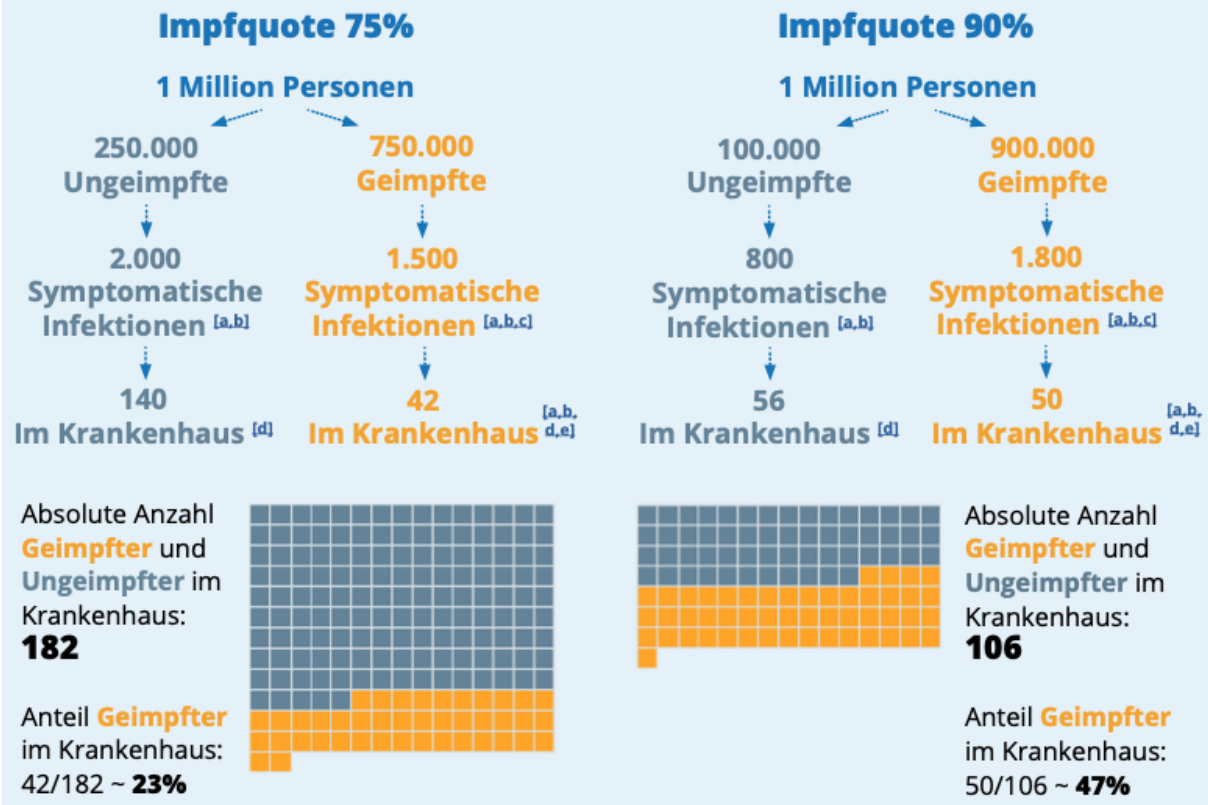 Impfquote 75%
1 Million Personen
250.000
Ungeimpfte
750.000
Geimpfte
2.000
Symptomatische
Infektionen [a,b]
1.500
Symptomatische
Infektionen [a,b,c]
140
Im Krankenhaus [d]
42
Im Krankenhaus [a,b,
d,e]
Absolute Anzahl
Geimpfter und
Ungeimpfter im
Krankenhaus:
182
Anteil Geimpfter
im Krankenhaus:
42/182 ~ 23%
Impfquote 90%
1 Million Personen
100.000
Ungeimpfte
900.000
Geimpfte
800
Symptomatische
Infektionen [a,b]
1.800
Symptomatische
Infektionen [a,b,c]
56
Im Krankenhaus [d]
50
Im Krankenhaus [a,b,
d,e]
Absolute Anzahl
Geimpfter und
Ungeimpfter im
Krankenhaus:
106
Anteil Geimpfter
im Krankenhaus:
50/106 ~ 47%